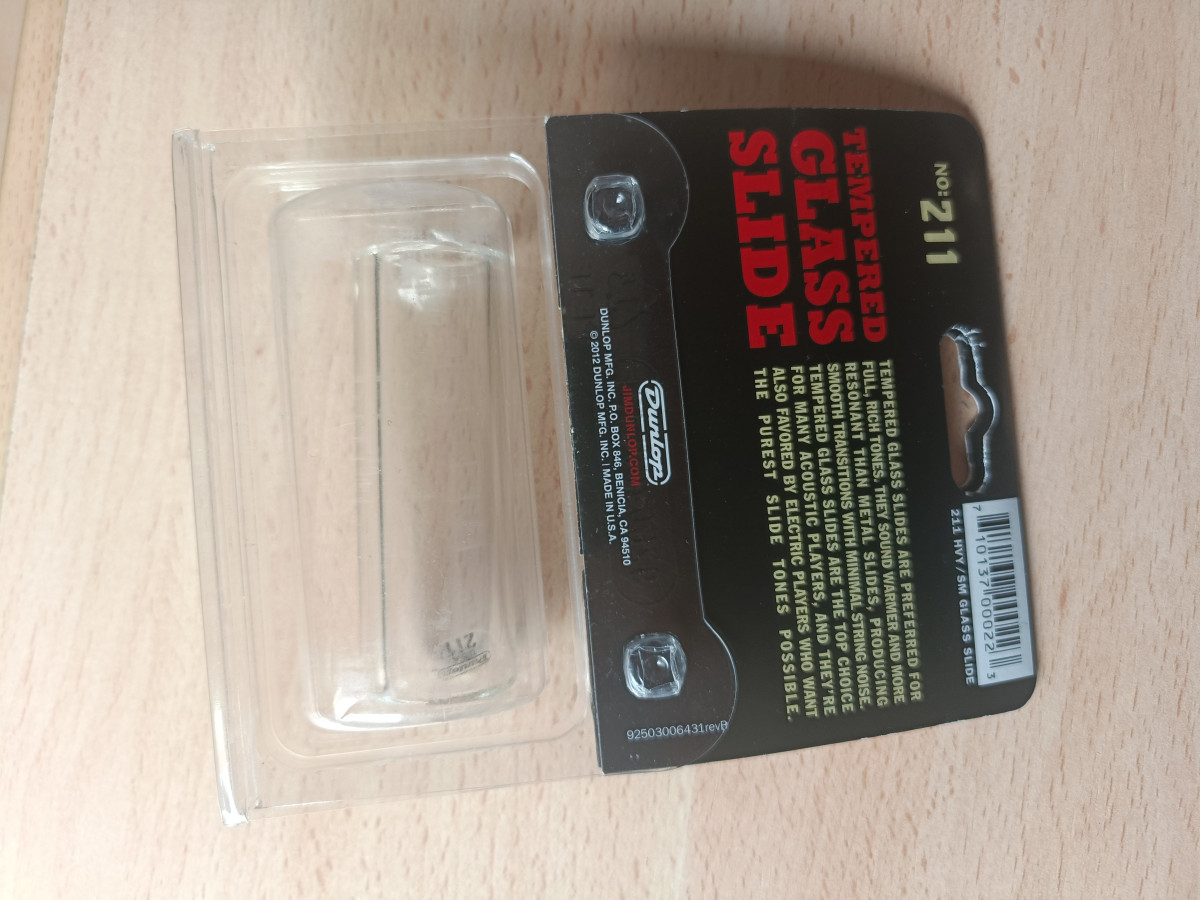 NO: 211
TEMPERED
GLASS
SLIDE
TEMPERED GLASS SLIDES ARE PREFERRED FOR
FULL, RICH TONES. THEY SOUND WARMER AND MORE
RESONANT THAN METAL SLIDES, PRODUCING
SMOOTH TRANSITIONS WITH MINIMAL STRING NOISE.
TEMPERED GLASS SLIDES ARE THE TOP CHOICE
FOR MANY ACOUSTIC PLAYERS, AND THEY'RE
ALSO FAVORED BY ELECTRIC PLAYERS WHO WANT
THE PUREST SLIDE TONES POSSIBLE.
7 10137 00022 3
211 HVY/SM GLASS SLIDE
Dunlop
JIMDUNLOP.COM
DUNLOP MFG. INC. P.O. BOX 846, BENICIA, CA 94510
© 2012 DUNLOP MFG. INC. | MADE IN U.S.A.
92503006431revB
Dunlop
211